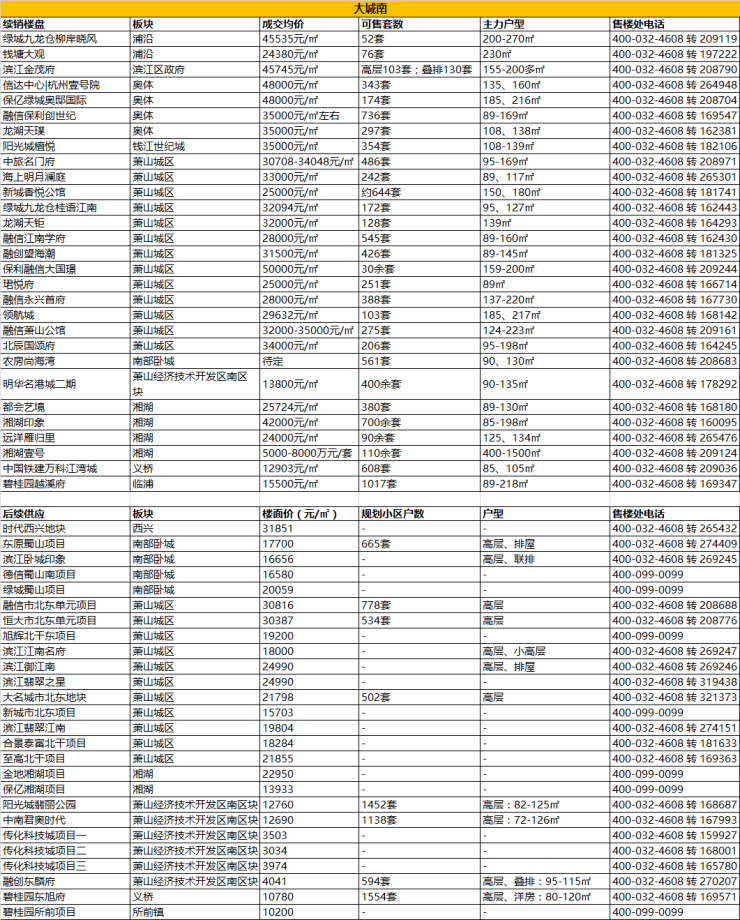 大城南
续销楼盘 板块 成交均价 可售套数 主力户型 售楼处电话
绿城九龙仓柳岸晓风 浦沿 45535元/㎡ 52套 200-270㎡ 400-032-4608 转 209119
钱塘大观 浦沿 24380元/㎡ 76套 230㎡ 400-032-4608 转 197222
滨江金茂府 滨江区政府 45745元/㎡ 高层103套；叠排130套 155-200多㎡ 400-032-4608 转 208790
信达中心|杭州壹号院 奥体 48000元/㎡ 343套 135、160㎡ 400-032-4608 转 264948
保亿绿城奥邸国际 奥体 48000元/㎡ 174套 185、216㎡ 400-032-4608 转 208704
融信保利创世纪 奥体 35000元/㎡左右 736套 89-169㎡ 400-032-4608 转 169547
龙湖天璞 奥体 35000元/㎡ 297套 108、138㎡ 400-032-4608 转 162381
阳光城檀悦 钱江世纪城 35000元/㎡ 354套 108-139㎡ 400-032-4608 转 182106
中旅名门府 萧山城区 30708-34048元/㎡ 486套 95-169㎡ 400-032-4608 转 208971
海上明月澜庭 萧山城区 33000元/㎡ 242套 89、117㎡ 400-032-4608 转 265301
新城香悦公馆 萧山城区 25000元/㎡ 约644套 150、180㎡ 400-032-4608 转 181741
绿城九龙仓桂语江南 萧山城区 32094元/㎡ 172套 95、127㎡ 400-032-4608 转 162443
龙湖天钜 萧山城区 32000元/㎡ 128套 139㎡ 400-032-4608 转 164293
融信江南学府 萧山城区 28000元/㎡ 545套 89-160㎡ 400-032-4608 转 162430
融创望海潮 萧山城区 31500元/㎡ 426套 89-145㎡ 400-032-4608 转 181325
保利融信大国璟 萧山城区 50000元/㎡ 30余套 159-200㎡ 400-032-4608 转 209244
珺悦府 萧山城区 25000元/㎡ 251套 89㎡ 400-032-4608 转 166714
融信永兴首府 萧山城区 28000元/㎡ 388套 137-220㎡ 400-032-4608 转 167730
领航城 萧山城区 29632元/㎡ 103套 185、217㎡ 400-032-4608 转 168142
融信萧山公馆 萧山城区 32000-35000元/㎡ 275套 124-223㎡ 400-032-4608 转 209161
北辰国颂府 萧山城区 34000元/㎡ 206套 95-198㎡ 400-032-4608 转 164245
农房尚海湾 南部卧城 待定 561套 90、130㎡ 400-032-4608 转 208683
明华名港城二期 萧山经济技术开发区南区块 13800元/㎡ 400余套 90-135㎡ 400-032-4608 转 178292
都会艺境 湘湖 25724元/㎡ 380套 89-130㎡ 400-032-4608 转 168180
湘湖印象 湘湖 42000元/㎡ 700余套 85-198㎡ 400-032-4608 转 160095
远洋雁归里 湘湖 24000元/㎡ 90余套 125、134㎡ 400-032-4608 转 265476
湘湖壹号 湘湖 5000-8000万元/套 110余套 400-1500㎡ 400-032-4608 转 209124
中国铁建万科江湾城 义桥 12903元/㎡ 608套 85、105㎡ 400-032-4608 转 209036
碧桂园越溪府 临浦 15500元/㎡ 1017套 89-218㎡ 400-032-4608 转 169347
后续供应 板块 楼面价（元/㎡） 规划小区户数 户型 售楼处电话
时代西兴地块 西兴 31851 - - 400-032-4608 转 265432
东原蜀山项目 南部卧城 17700 665套 高层、排屋 400-032-4608 转 274409
滨江卧城印象 南部卧城 16656 - 高层、联排 400-032-4608 转 269245
德信蜀山南项目 南部卧城 16580 - - 400-099-0099
绿城蜀山项目 南部卧城 20059 - - 400-099-0099
融信市北东单元项目 萧山城区 30816 778套 高层 400-032-4608 转 208688
恒大市北东单元项目 萧山城区 30387 534套 高层 400-032-4608 转 208776
旭辉北干东项目 萧山城区 19200 - - 400-099-0099
滨江江南名府 萧山城区 18000 - 高层、小高层 400-032-4608 转 269247
滨江御江南 萧山城区 24990 - 高层、排屋 400-032-4608 转 269246
滨江翡翠之星 萧山城区 24990 - - 400-032-4608 转 319438
大名城市北东地块 萧山城区 21798 502套 高层 400-032-4608 转 321373
新城市北东项目 萧山城区 15703 - - 400-099-0099
滨江翡翠江南 萧山城区 19804 - - 400-032-4608 转 274151
合景泰富北干项目 萧山城区 18284 - - 400-032-4608 转 181633
至高北干项目 萧山城区 21855 - - 400-032-4608 转 169363
金地湘湖项目 湘湖 22950 - - 400-099-0099
保亿湘湖项目 湘湖 13933 - - 400-099-0099
阳光城翡丽公园 萧山经济技术开发区南区块 12760 1452套 高层：82-125㎡ 400-032-4608 转 168687
中南君奥时代 萧山经济技术开发区南区块 12690 1138套 高层：72-126㎡ 400-032-4608 转 167993
传化科技城项目一 萧山经济技术开发区南区块 3503 - - 400-032-4608 转 159927
传化科技城项目二 萧山经济技术开发区南区块 3034 - - 400-032-4608 转 168001
传化科技城项目三 萧山经济技术开发区南区块 3974 - - 400-032-4608 转 165780
融创东麟府 萧山经济技术开发区南区块 4041 594套 高层、叠排：95-115㎡ 400-032-4608 转 270207
碧桂园东旭府 义桥 10780 1554套 高层、洋房：80-120㎡ 400-032-4608 转 169571
碧桂园所前项目 所前镇 10200 - - 400-099-0099